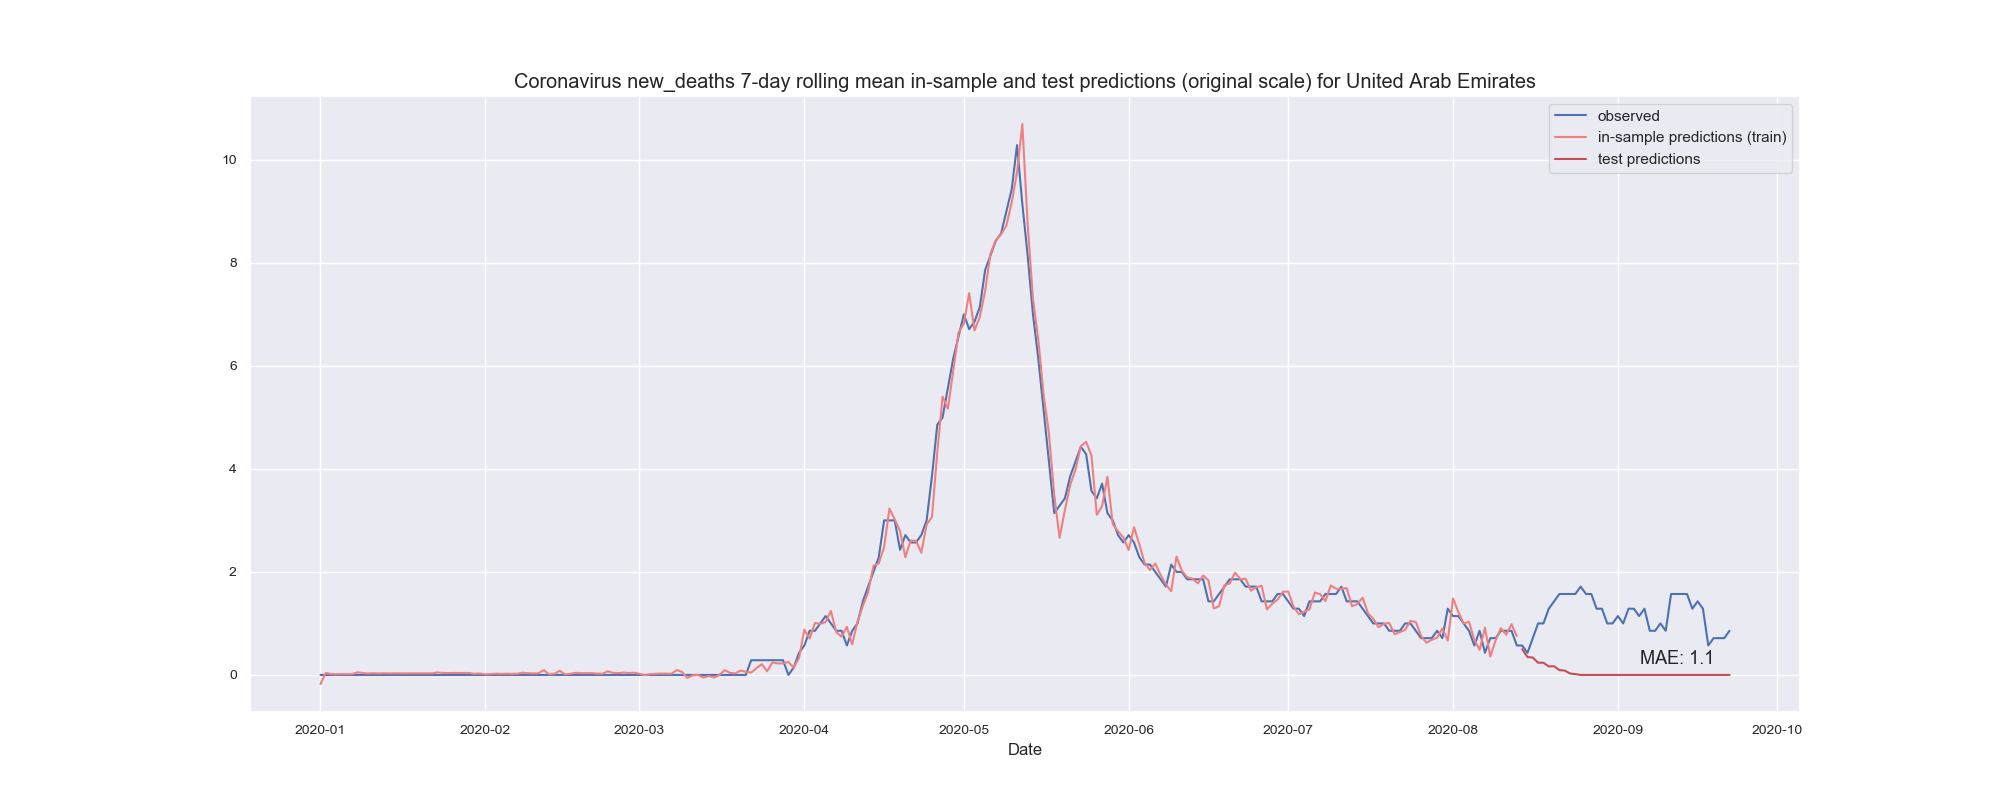 Coronavirus new_deaths 7-day rolling mean in-sample and test predictions (original scale) for United Arab Emirates
observed
in-sample predictions (train)
test predictions
10
8
6
4
2
0
MAE: 1.1
2020-01 2020-02 2020-03 2020-04 2020-05 2020-06 2020-07 2020-08 2020-09 2020-10
Date